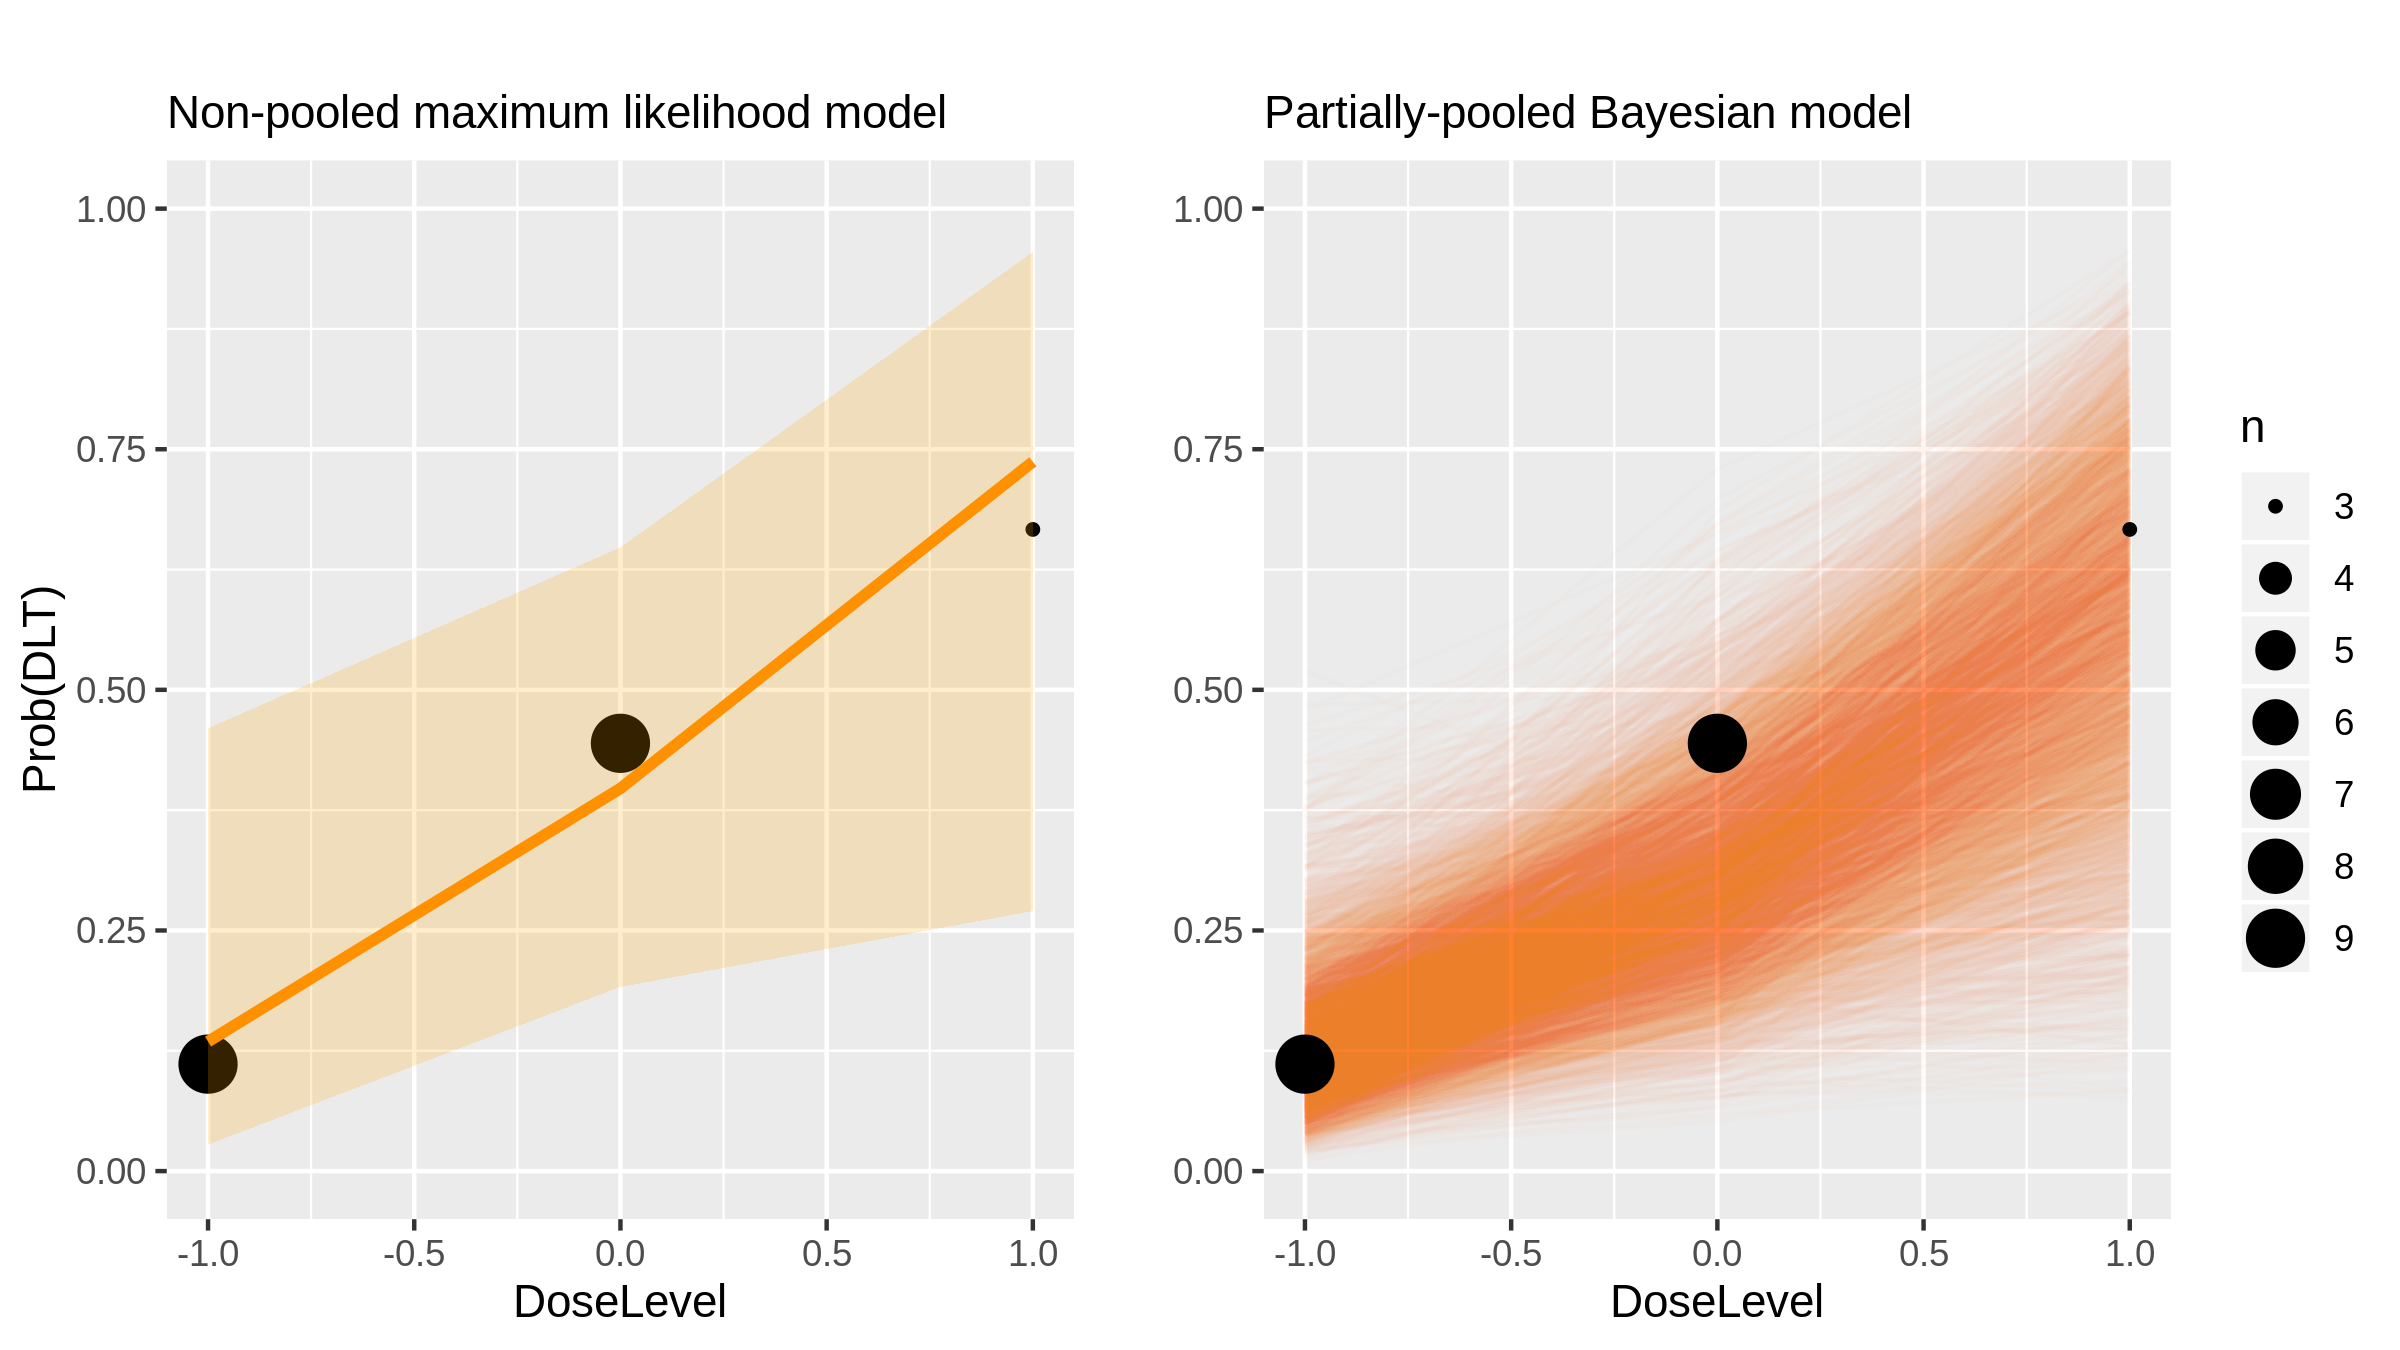 Non-pooled maximum likelihood model
Prob(DLT)
1.00
0.75
0.50
0.25
0.00
-1.0 -0.5 0.0 0.5 1.0
DoseLevel
Partially-pooled Bayesian model
1.00
0.75
0.50
0.25
0.00
-1.0 -0.5 0.0 0.5 1.0
DoseLevel
n
3
4
5
6
7
8
9